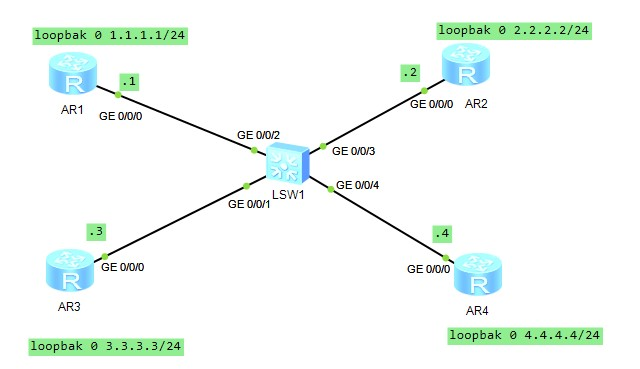 loopbak 0 1.1.1.1/24
loopbak 0 2.2.2.2/24
.1
.2
R
R
AR1
AR2
GE 0/0/0
GE 0/0/0
GE 0/0/2
GE 0/0/3
LSW1
GE 0/0/4
GE 0/0/1
.3
.4
GE 0/0/0
GE 0/0/0
R
R
AR3
AR4
loopbak 0 3.3.3.3/24
loopbak 0 4.4.4.4/24